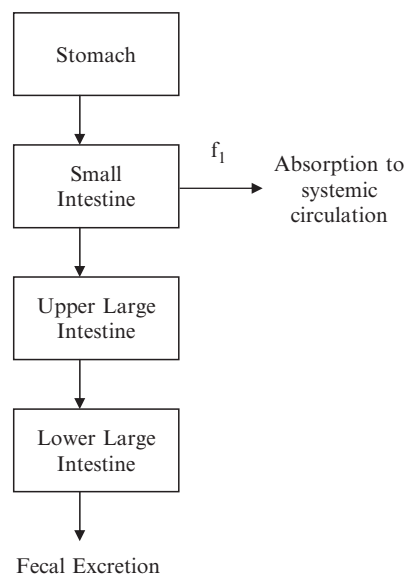 Stomach
f₁
Small
Intestine
Absorption to
systemic
circulation
Upper Large
Intestine
Lower Large
Intestine
Fecal Excretion